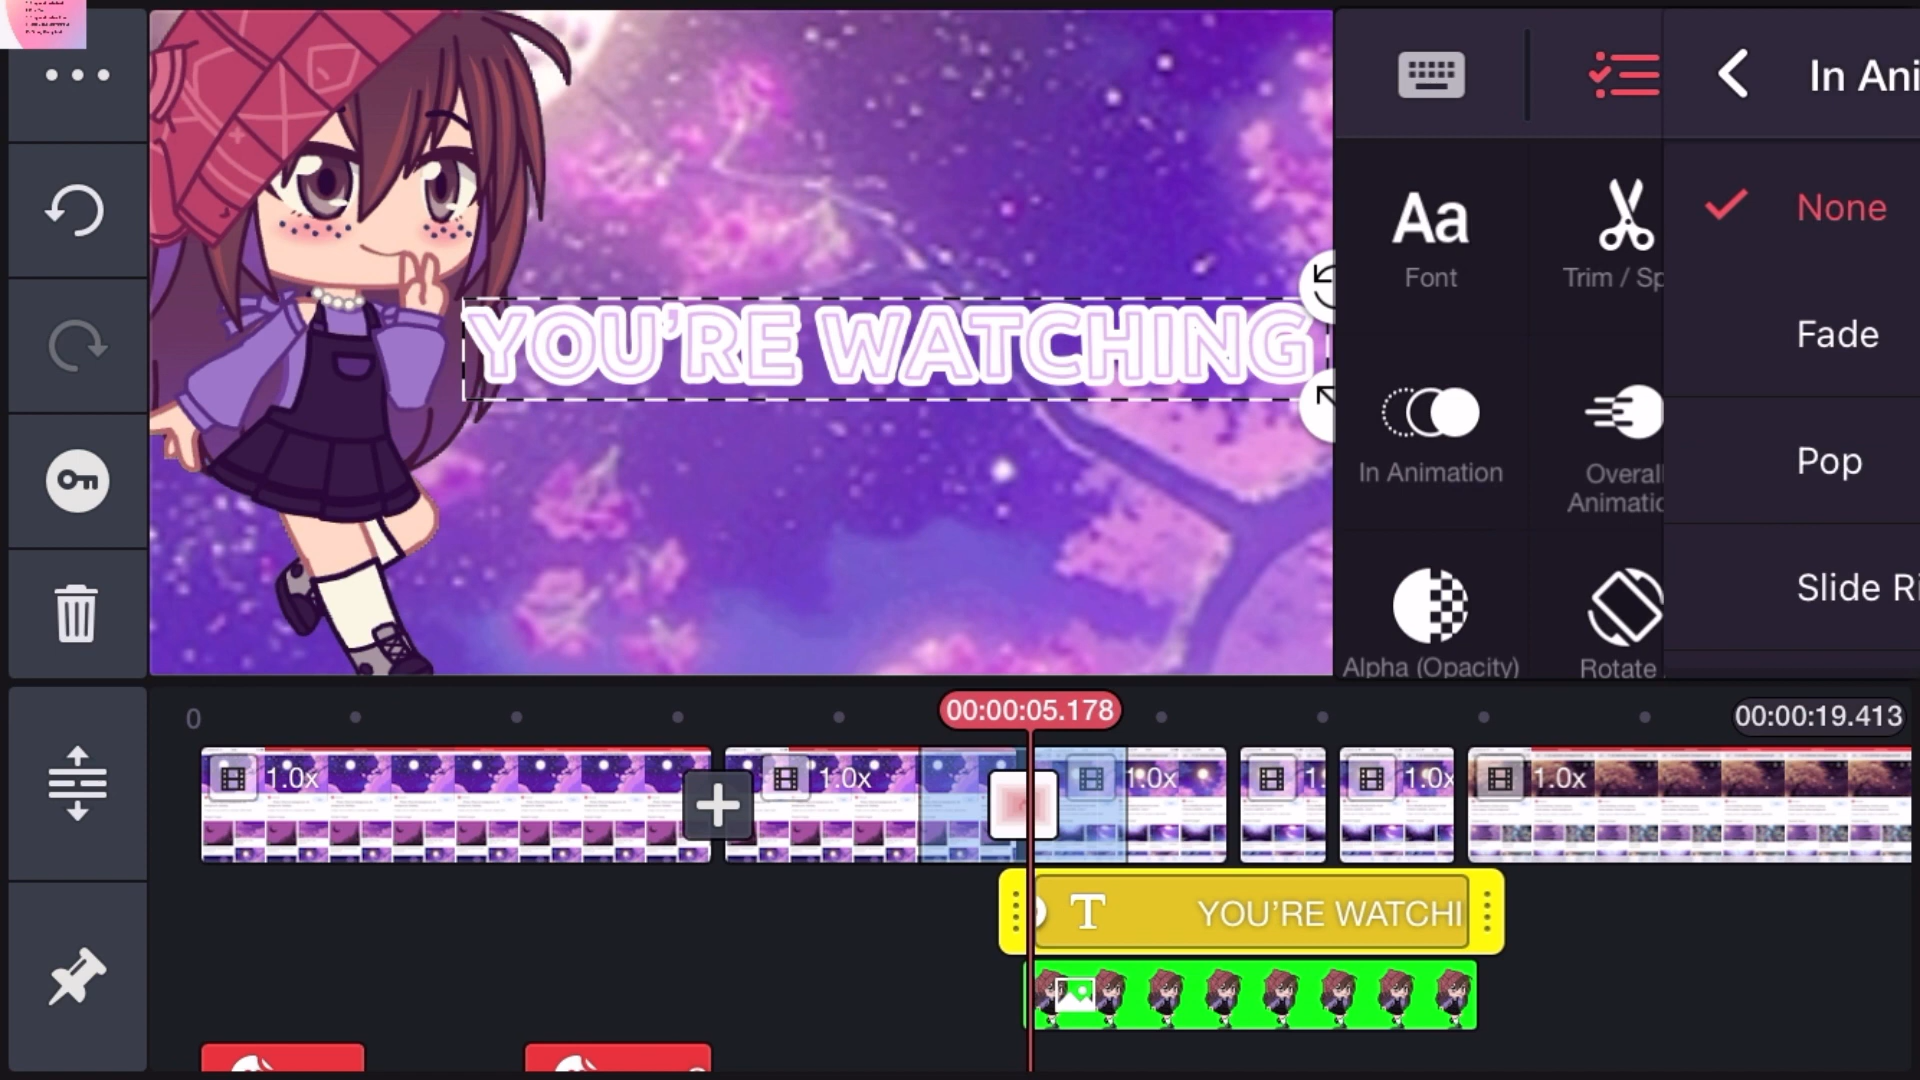 In Ani
YOU'RE WATCHING
Aa
Font
Trim / Sp
In Animation
Overall
Animatic
Alpha (Opacity)
Rotate
None
Fade
Pop
Slide Ri
0
00:00:05.178
00:00:19.413
1.0x
1.0x
1.0x
1.
1.0x
1.0x
T YOU'RE WATCHI